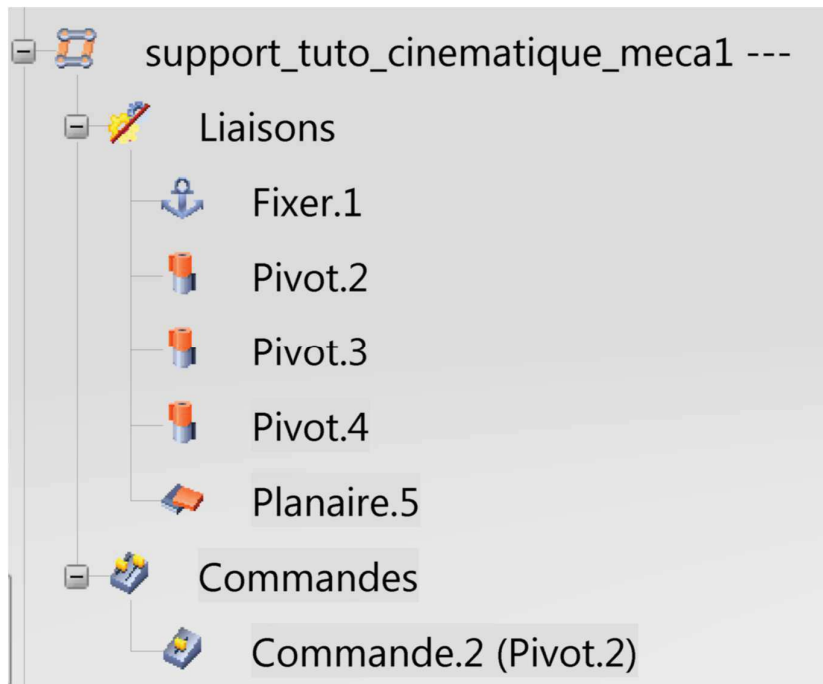 support_tuto_cinematique_meca1 ---
Liaisons
Fixer.1
Pivot.2
Pivot.3
Pivot.4
Planaire.5
Commandes
Commande.2 (Pivot.2)